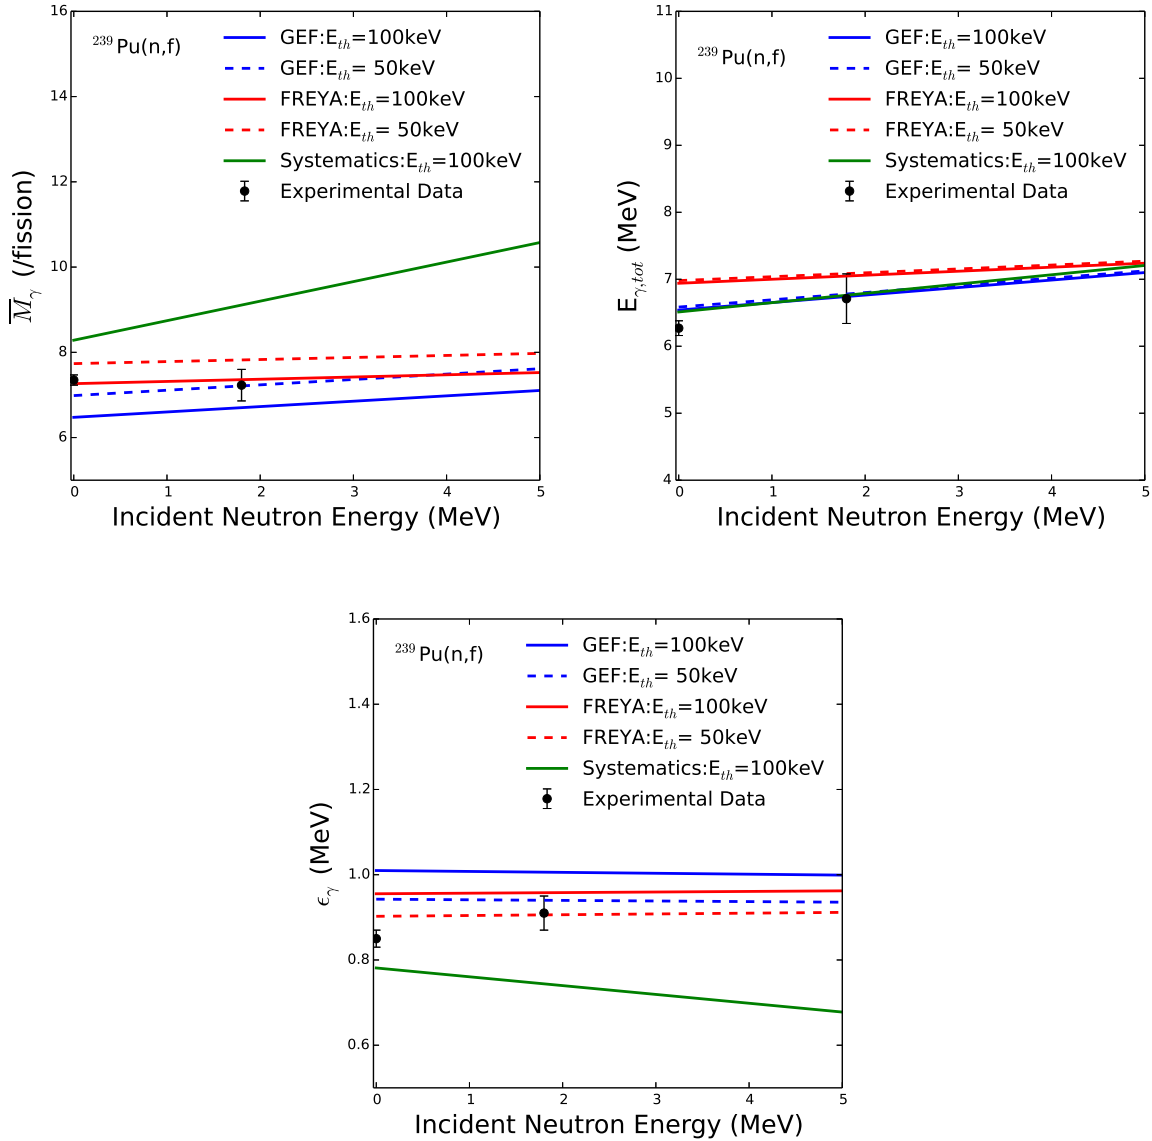 16
14
12
10
8
6
0
1
2
3
4
5
M̅γ (/fission)
Incident Neutron Energy (MeV)
²³⁹Pu(n,f)
GEF:E_th=100keV
GEF:E_th= 50keV
FREYA:E_th=100keV
FREYA:E_th= 50keV
Systematics:E_th=100keV
Experimental Data
11
10
9
8
7
6
5
4
0
1
2
3
4
5
E_γ,tot (MeV)
Incident Neutron Energy (MeV)
²³⁹Pu(n,f)
GEF:E_th=100keV
GEF:E_th= 50keV
FREYA:E_th=100keV
FREYA:E_th= 50keV
Systematics:E_th=100keV
Experimental Data
1.6
1.4
1.2
1.0
0.8
0.6
0
1
2
3
4
5
ϵ_γ (MeV)
Incident Neutron Energy (MeV)
²³⁹Pu(n,f)
GEF:E_th=100keV
GEF:E_th= 50keV
FREYA:E_th=100keV
FREYA:E_th= 50keV
Systematics:E_th=100keV
Experimental Data